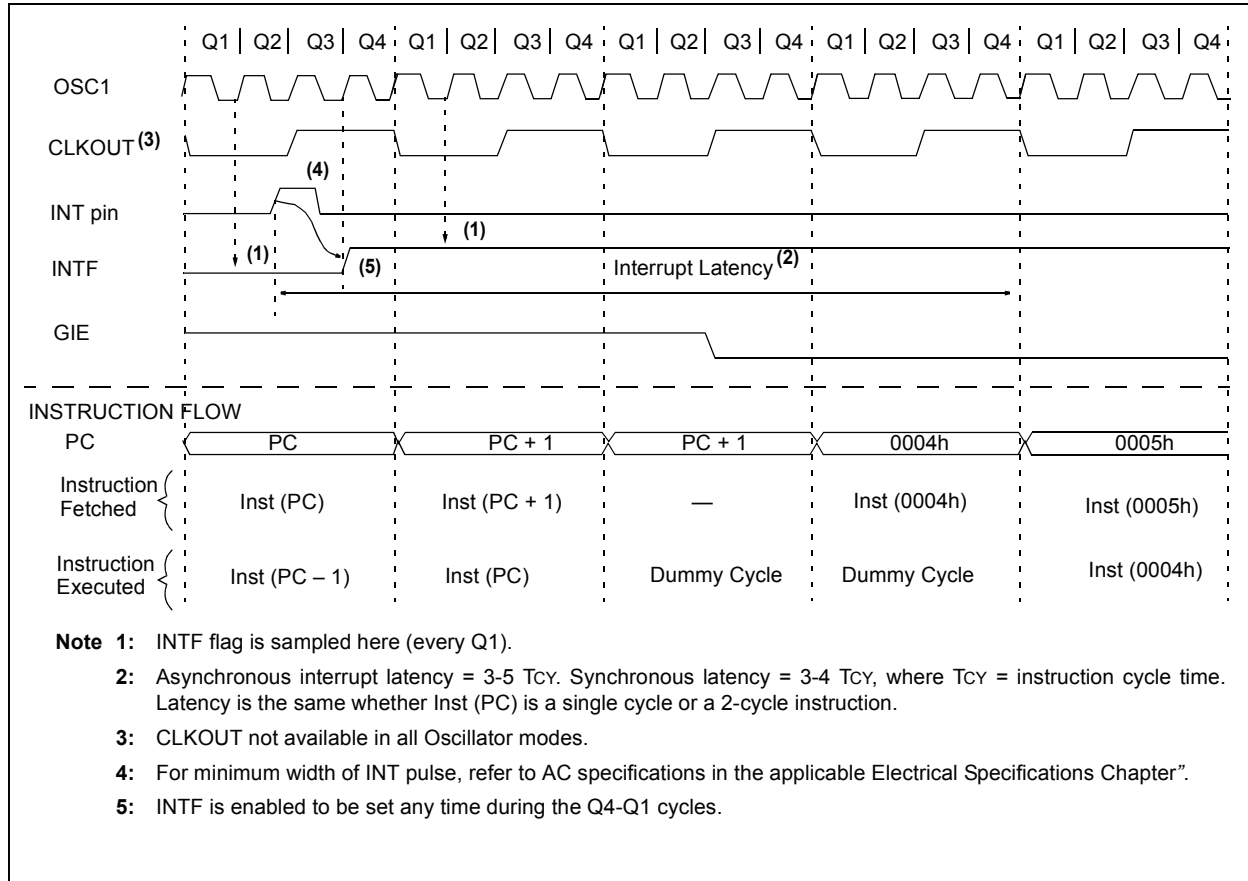 Q1 Q2 Q3 Q4 Q1 Q2 Q3 Q4 Q1 Q2 Q3 Q4 Q1 Q2 Q3 Q4 Q1 Q2 Q3 Q4
OSC1
CLKOUT (3)
(4)
INT pin
(1)
(1)
INTF
(5)
Interrupt Latency (2)
GIE
INSTRUCTION FLOW
PC PC PC + 1 PC + 1 0004h 0005h
Instruction
Fetched
Inst (PC) Inst (PC + 1) — Inst (0004h) Inst (0005h)
Instruction
Executed
Inst (PC – 1) Inst (PC) Dummy Cycle Dummy Cycle Inst (0004h)
Note 1: INTF flag is sampled here (every Q1).
2: Asynchronous interrupt latency = 3-5 TCY. Synchronous latency = 3-4 TCY, where TCY = instruction cycle time.
Latency is the same whether Inst (PC) is a single cycle or a 2-cycle instruction.
3: CLKOUT not available in all Oscillator modes.
4: For minimum width of INT pulse, refer to AC specifications in the applicable Electrical Specifications Chapter”.
5: INTF is enabled to be set any time during the Q4-Q1 cycles.